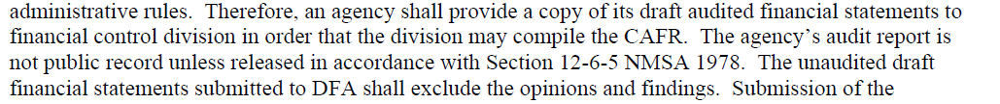 administrative rules.  Therefore, an agency shall provide a copy of its draft audited financial statements to
financial control division in order that the division may compile the CAFR.  The agency’s audit report is
not public record unless released in accordance with Section 12-6-5 NMSA 1978.  The unaudited draft
financial statements submitted to DFA shall exclude the opinions and findings.  Submission of the